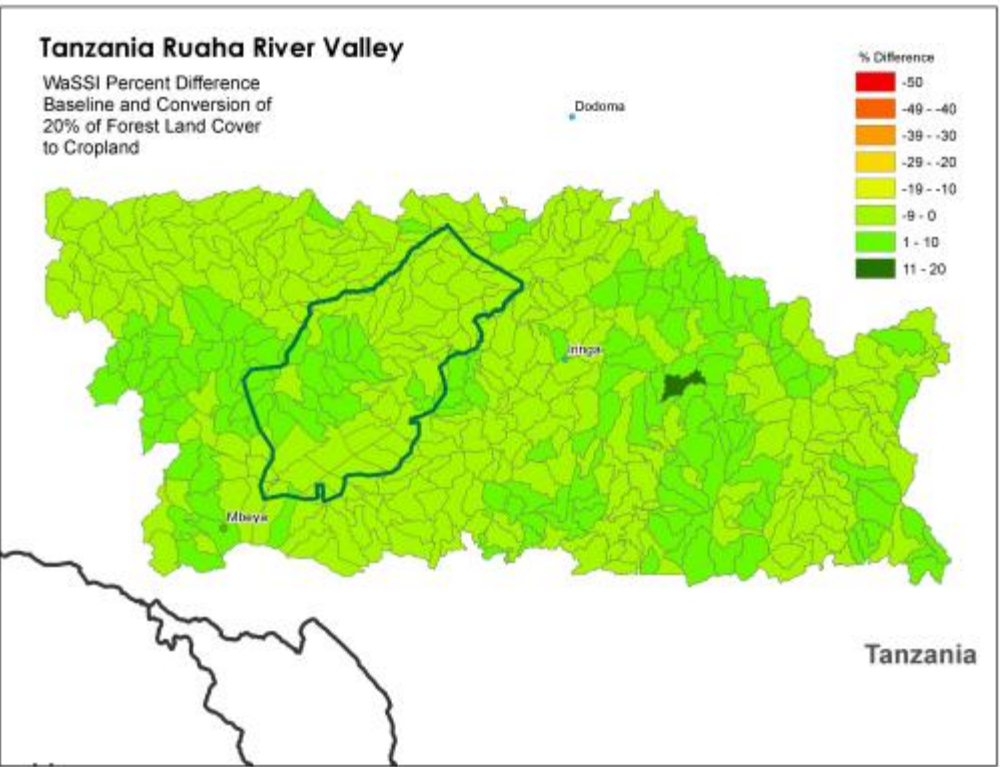 Tanzania Ruaha River Valley
WaSSI Percent Difference
Baseline and Conversion of
20% of Forest Land Cover
to Cropland
% Difference
-50
-49 - -40
-39 - -30
-29 - -20
-19 - -10
-9 - 0
1 - 10
11 - 20
Dodoma
Iringa
Mbeya
Tanzania